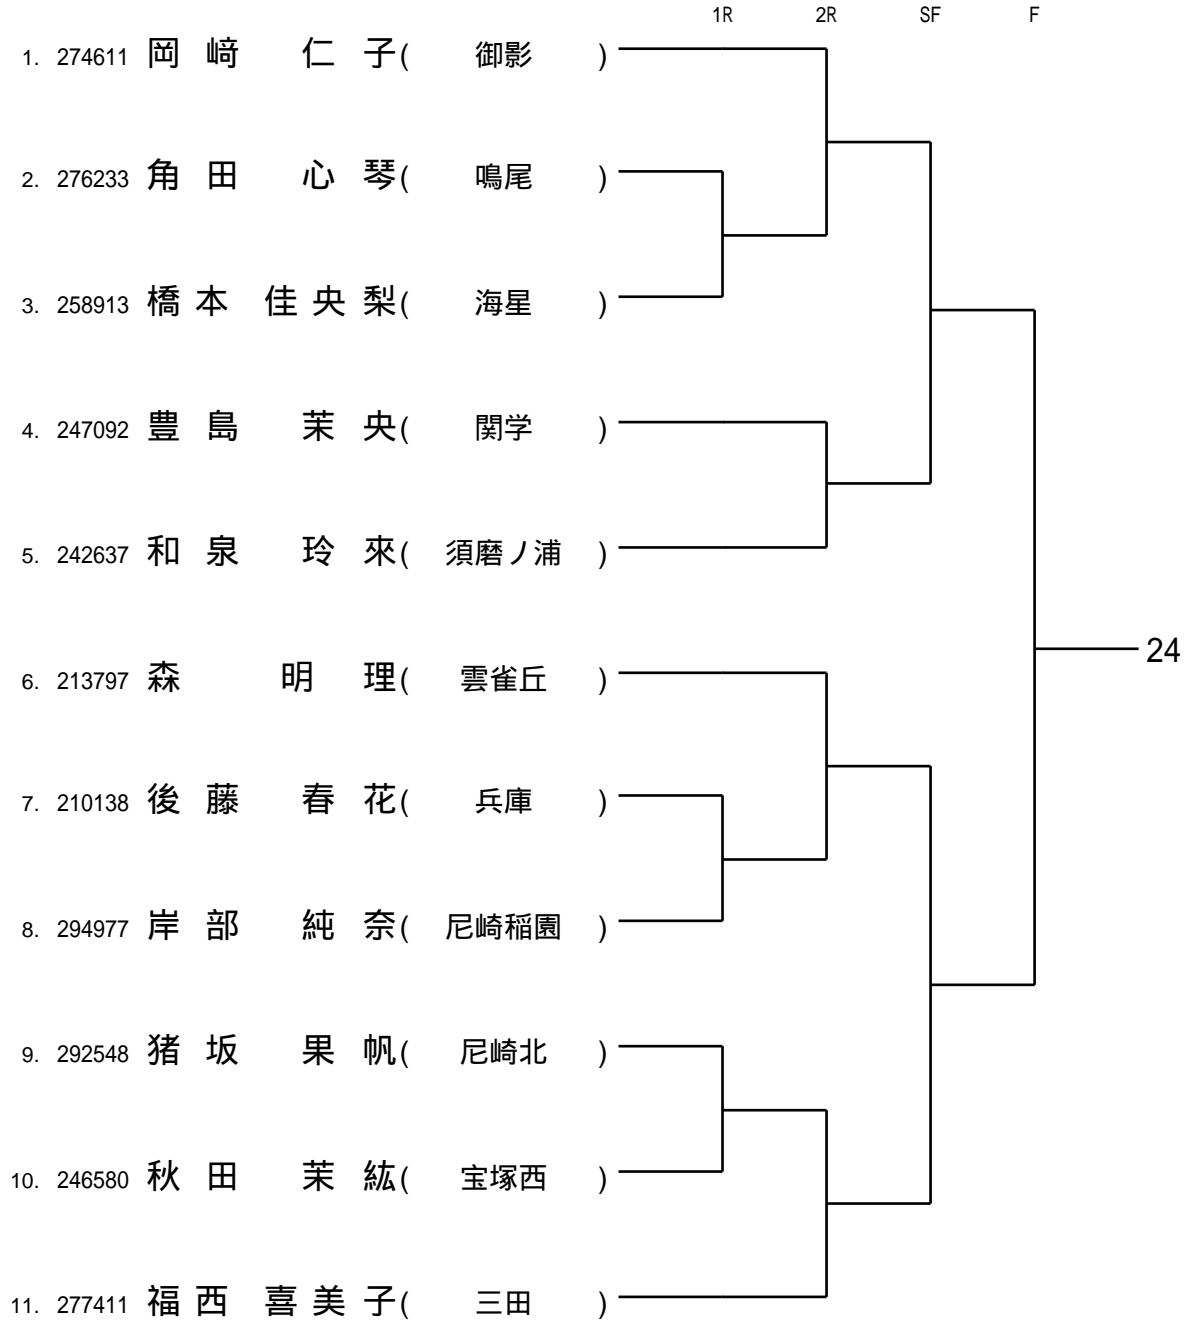 1R 2R SF F
1. 274611 岡﨑 仁子( 御影 )
2. 276233 角田 心琴( 鳴尾 )
3. 258913 橋本 佳央梨( 海星 )
4. 247092 豊島 茉央( 関学 )
5. 242637 和泉 玲來( 須磨ノ浦 )
24
6. 213797 森 明理( 雲雀丘 )
7. 210138 後藤 春花( 兵庫 )
8. 294977 岸部 純奈( 尼崎稲園 )
9. 292548 猪坂 果帆( 尼崎北 )
10. 246580 秋田 茉紘( 宝塚西 )
11. 277411 福西 喜美子( 三田 )